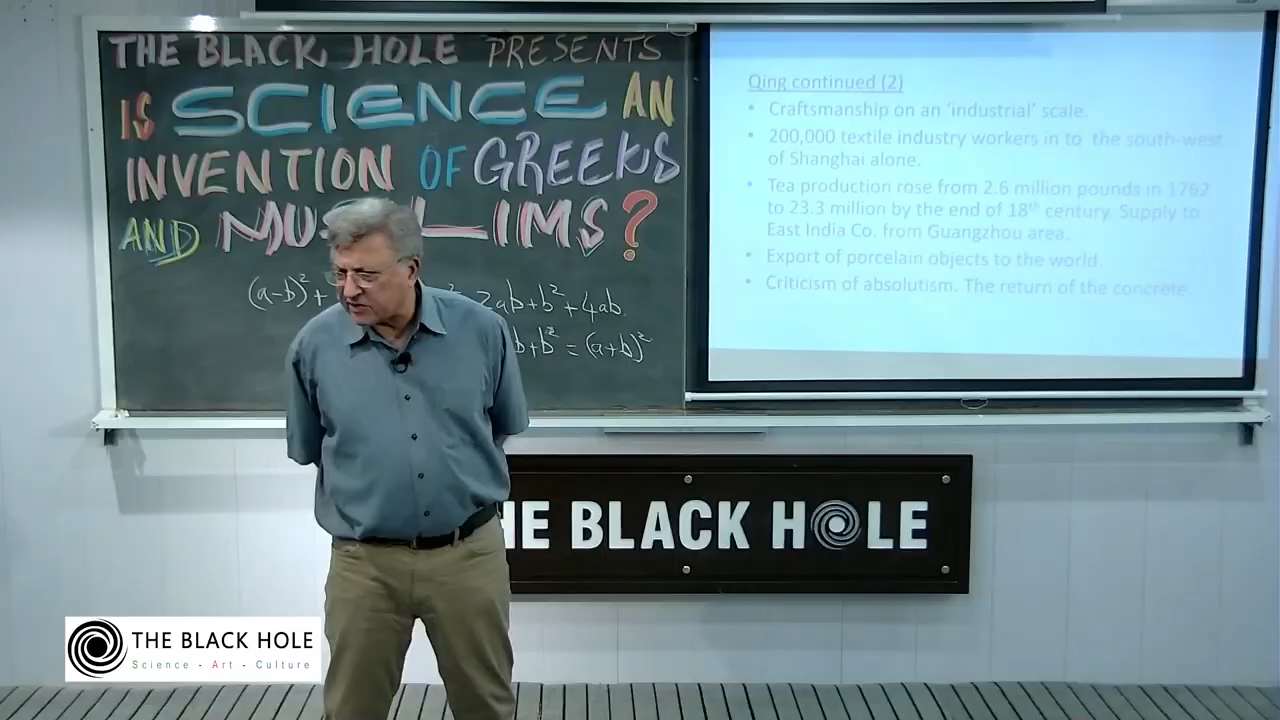 THE BLACK HOLE PRESENTS
IS SCIENCE AN
INVENTION OF GREEKS
AND MUSLIMS?
(a-b)² + 2ab+b²+4ab.
b+b² = (a+b)²
Qing continued (2)
• Craftsmanship on an ‘industrial’ scale.
• 200,000 textile industry workers in to the south-west
of Shanghai alone.
• Tea production rose from 2.6 million pounds in 1762
to 23.3 million by the end of 18th century. Supply to
East India Co. from Guangzhou area.
• Export of porcelain objects to the world.
• Criticism of absolutism. The return of the concrete.
HE BLACK HOLE
THE BLACK HOLE
Science - Art - Culture